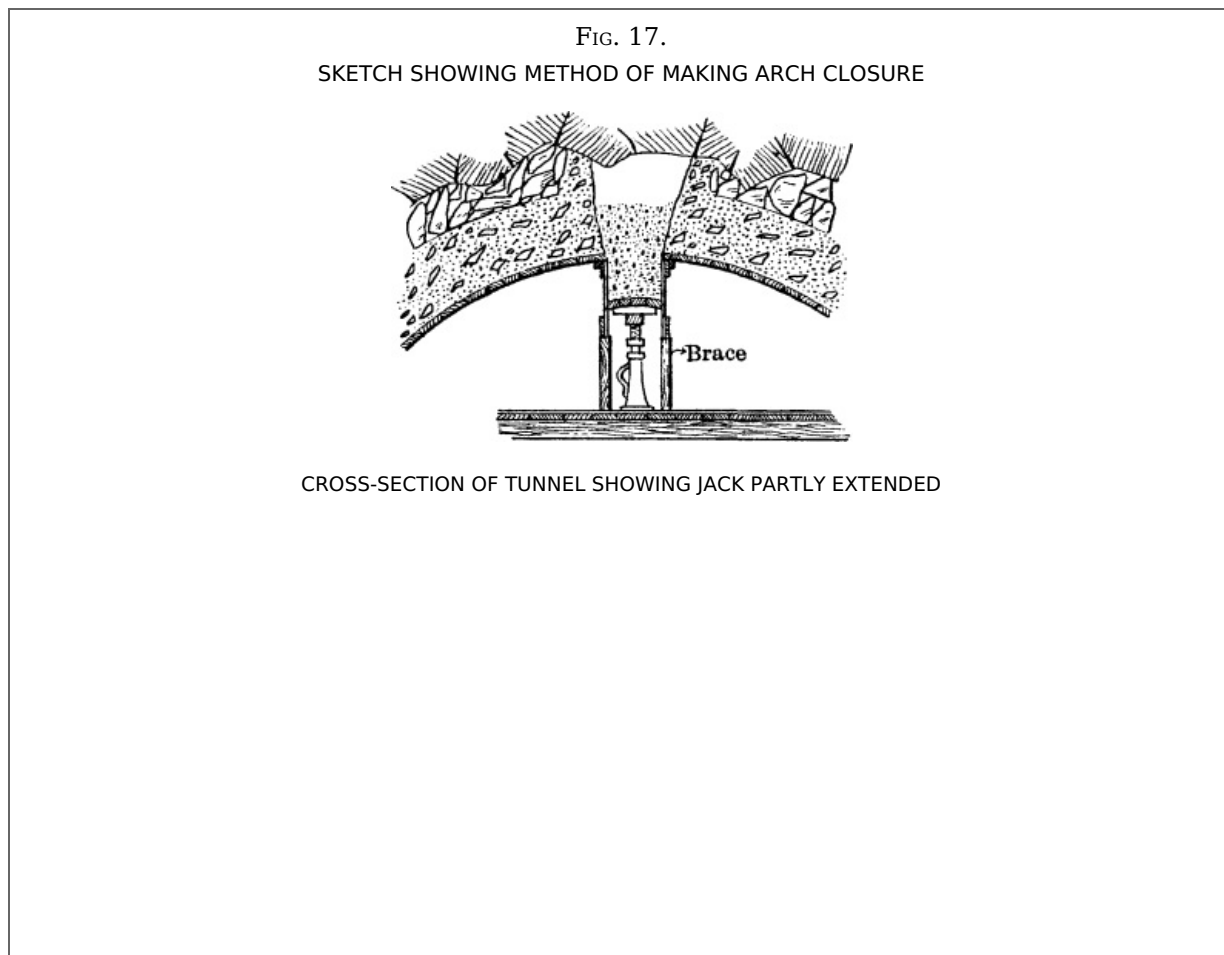 Fig. 17.
SKETCH SHOWING METHOD OF MAKING ARCH CLOSURE
Brace
CROSS-SECTION OF TUNNEL SHOWING JACK PARTLY EXTENDED